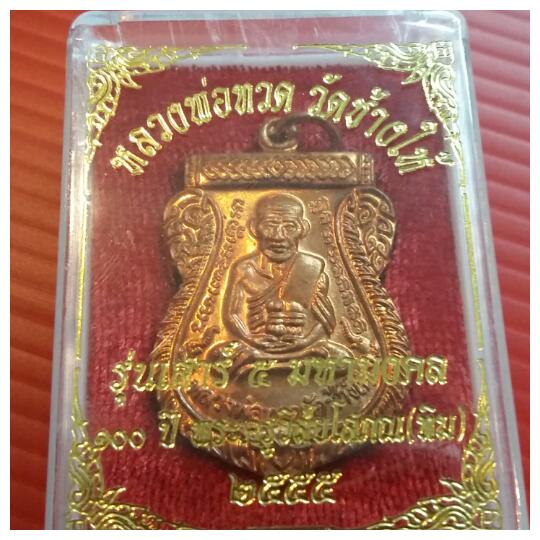 หลวงพ่อทวด วัดช้างให้
รุ่นเสาร์ ๕ มหามงคล
๑๐๐ ปี พระครูวิสัยโสภณ(ทิม)
๒๕๕๕